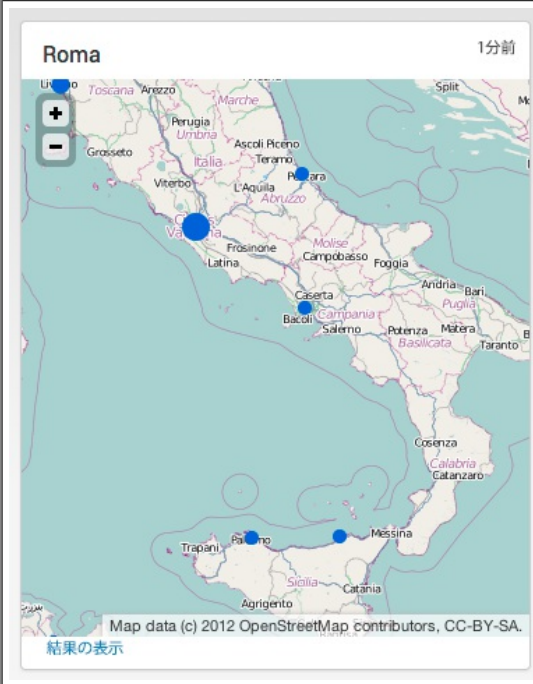 Roma
1分前
Split
Toscana
Arezzo
Marche
+
Perugia
Umbria
Grosseto
Italia
Ascoli Piceno
Teramo
−
Viterbo
L'Aquila
Abruzzo
Frosinone
Molise
Campobasso
Foggia
Latina
Caserta
Andria
Bari
Bacoli
Campania
Puglia
Salerno
Potenza
Matera
Basilicata
Taranto
Cosenza
Calabria
Catanzaro
Messina
Trapani
Sicilia
Catania
Agrigento
Map data (c) 2012 OpenStreetMap contributors, CC-BY-SA.
結果の表示